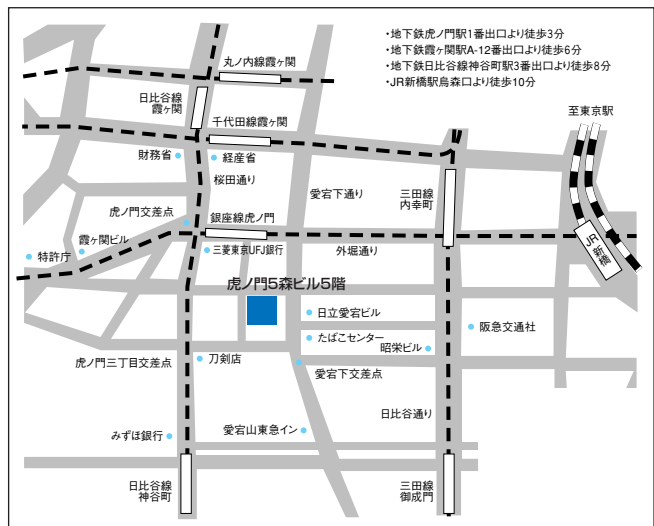 ・地下鉄虎ノ門駅1番出口より徒歩3分
・地下鉄霞ヶ関駅A-12番出口より徒歩6分
・地下鉄日比谷線神谷町駅3番出口より徒歩8分
・JR新橋駅烏森口より徒歩10分
丸ノ内線霞ヶ関
日比谷線
霞ヶ関
千代田線霞ヶ関
至東京駅
財務省
経産省
桜田通り
愛宕下通り
三田線
内幸町
虎ノ門交差点
銀座線虎ノ門
霞ヶ関ビル
特許庁
三菱東京UFJ銀行
外堀通り
JR新橋
虎ノ門5森ビル5階
日立愛宕ビル
阪急交通社
たばこセンター
昭栄ビル
虎ノ門三丁目交差点
刀剣店
愛宕下交差点
日比谷通り
みずほ銀行
愛宕山東急イン
日比谷線
神谷町
三田線
御成門